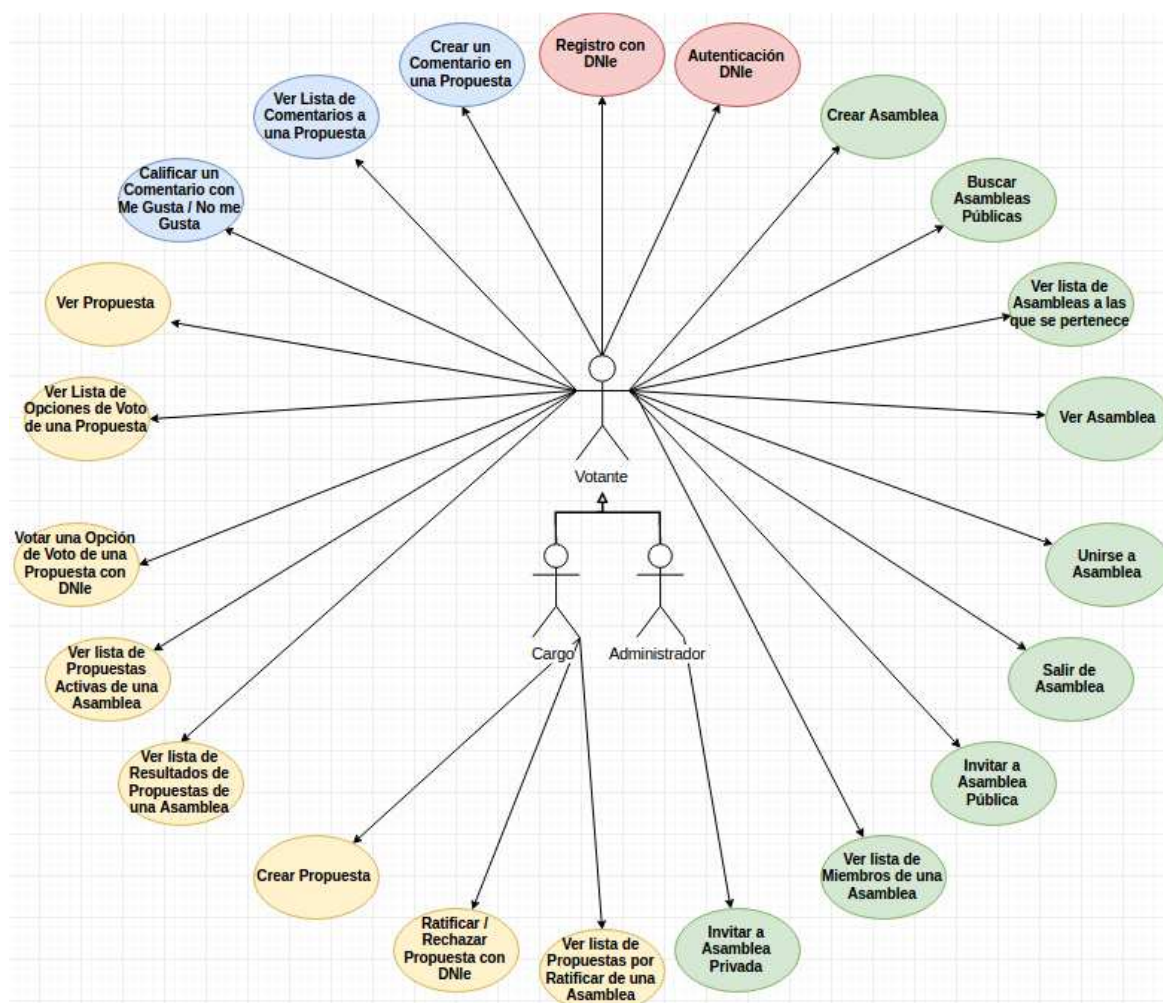 Crear un
Comentario en
una Propuesta
Registro con
DNIe
Autenticación
DNIe
Ver Lista de
Comentarios a
una Propuesta
Crear Asamblea
Calificar un
Comentario con
Me Gusta / No me
Gusta
Buscar
Asambleas
Públicas
Ver Propuesta
Ver lista de
Asambleas a las
que se pertenece
Ver Lista de
Opciones de Voto
de una Propuesta
Ver Asamblea
Votante
Votar una Opción
de Voto de una
Propuesta con
DNIe
Unirse a
Asamblea
Cargo
Administrador
Ver lista de
Propuestas
Activas de una
Asamblea
Salir de
Asamblea
Ver lista de
Resultados de
Propuestas de
una Asamblea
Invitar a
Asamblea
Pública
Crear Propuesta
Ver lista de
Miembros de una
Asamblea
Ratificar /
Rechazar
Propuesta con
DNIe
Ver lista de
Propuestas por
Ratificar de una
Asamblea
Invitar a
Asamblea
Privada